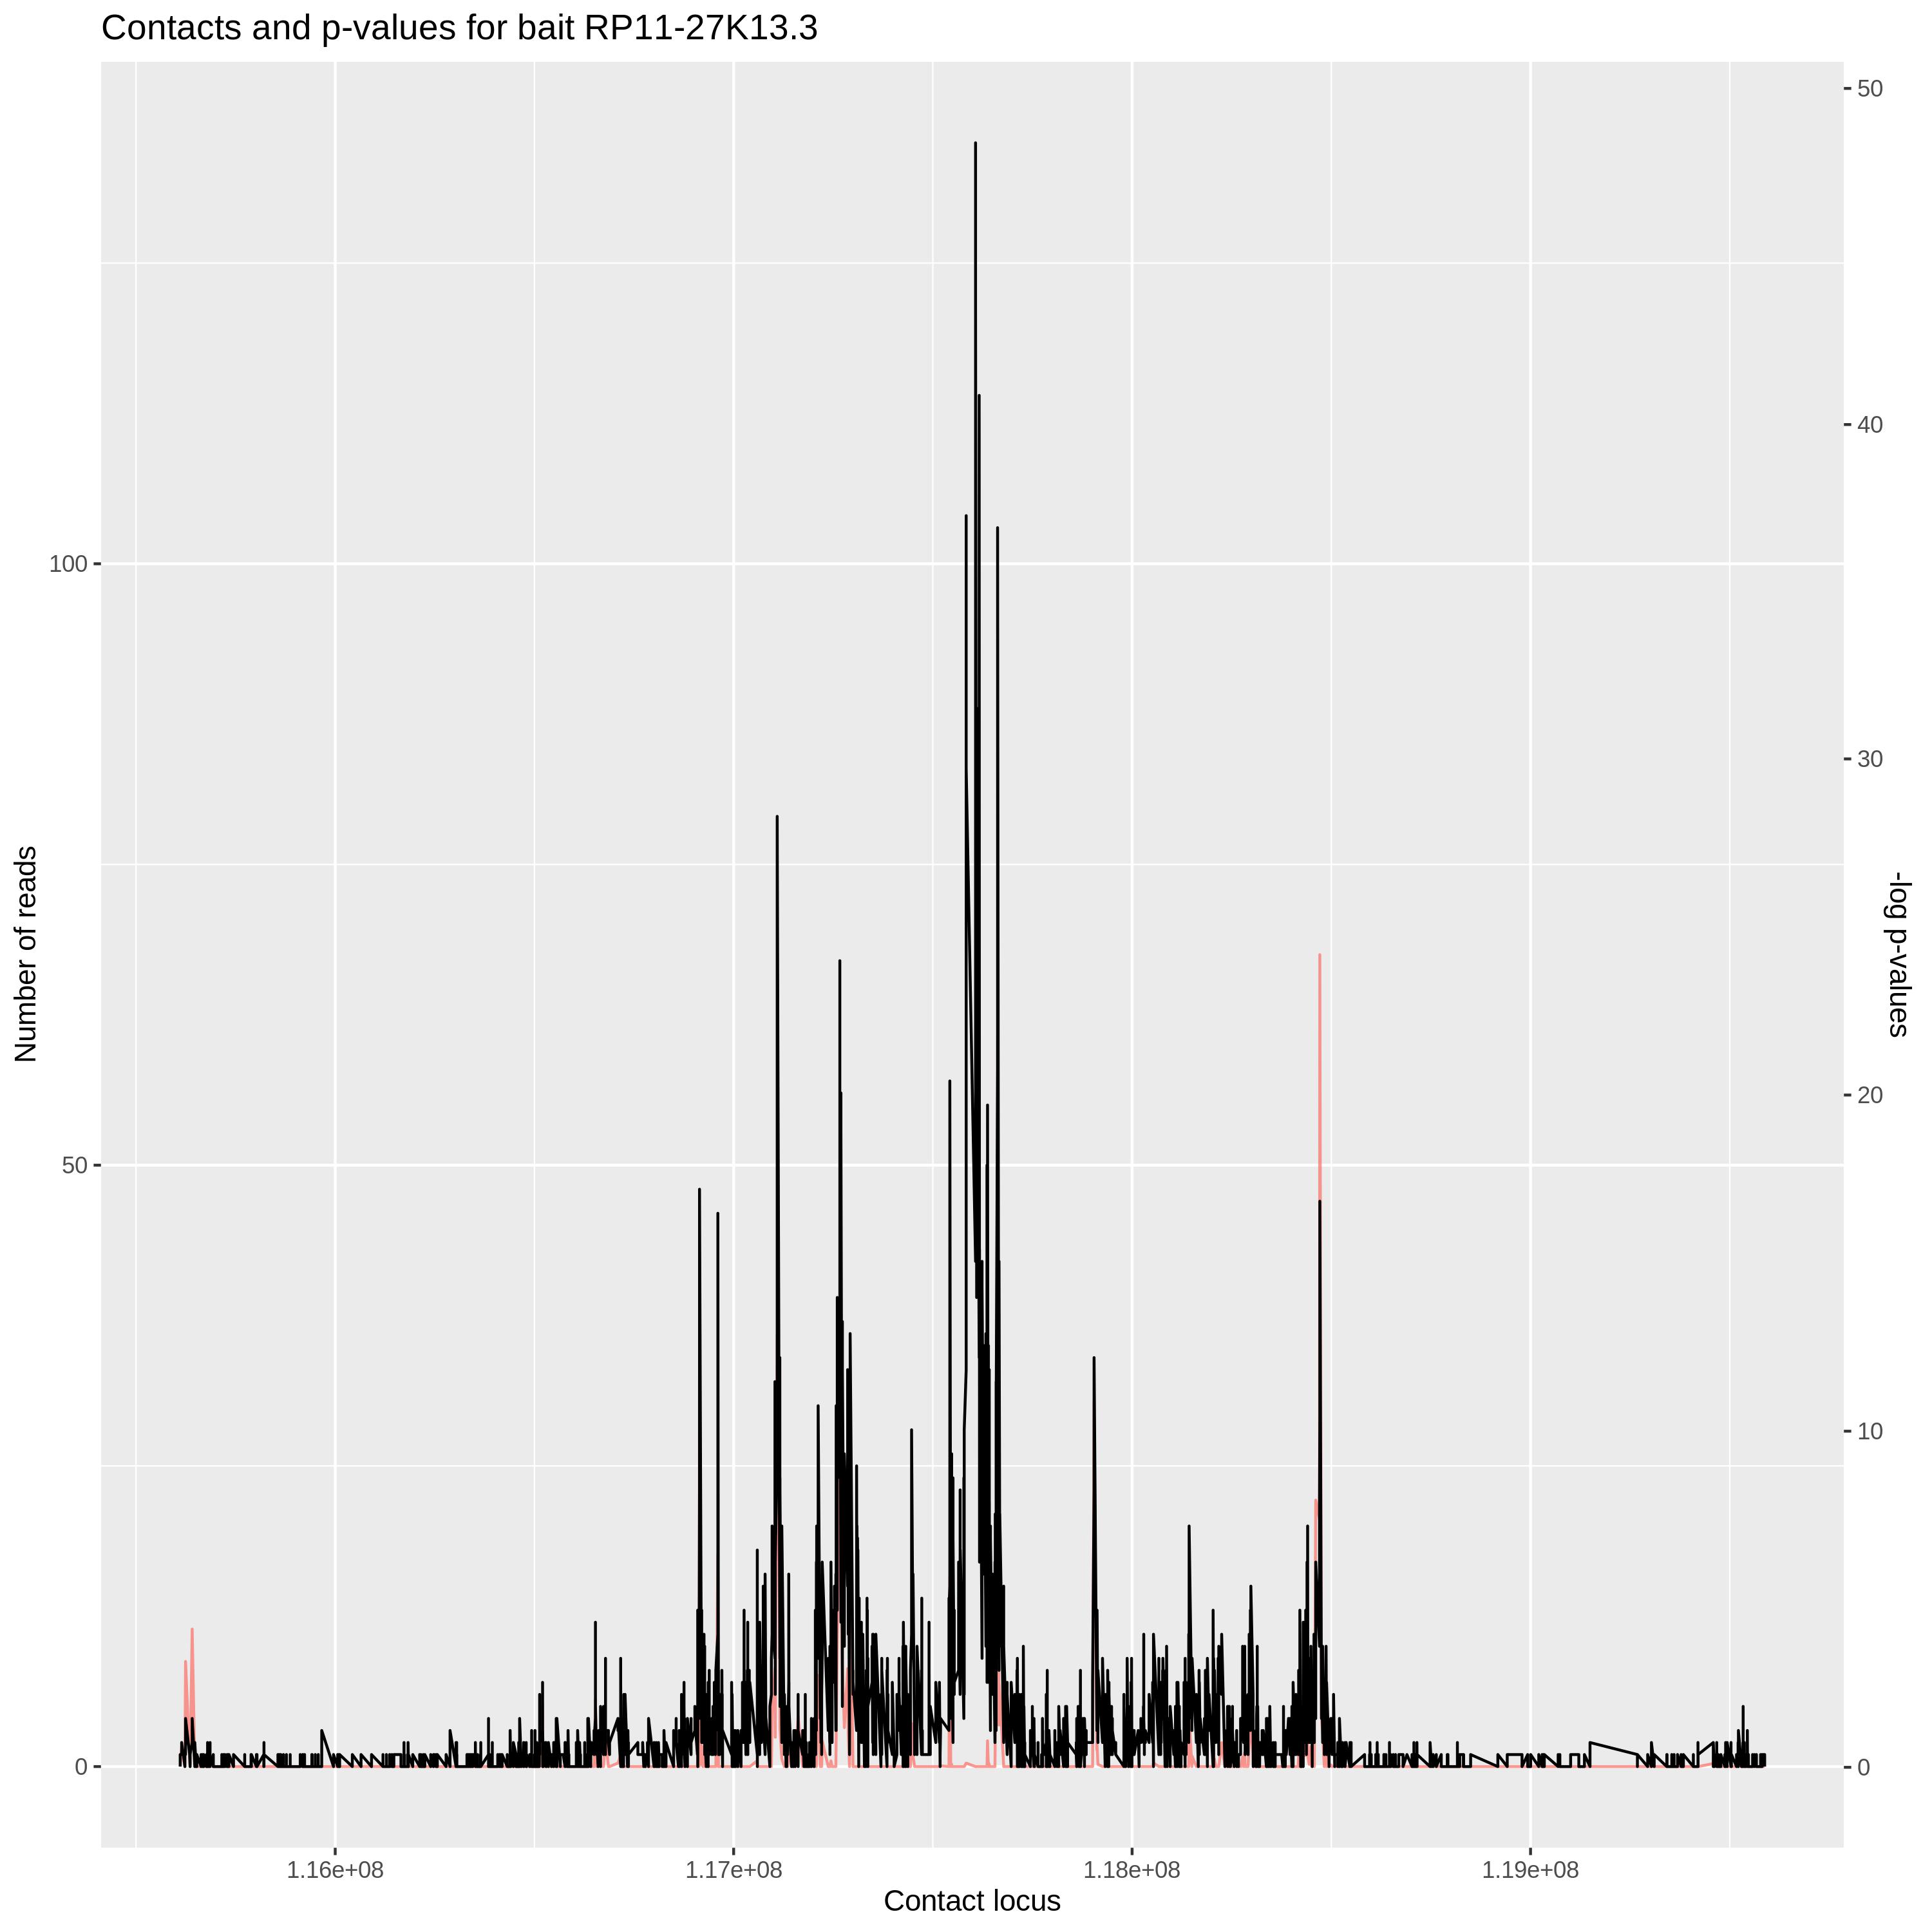 Contacts and p-values for bait RP11-27K13.3
Number of reads
100
50
0
50
40
30
20
10
0
-log p-values
1.16e+08
1.17e+08
1.18e+08
1.19e+08
Contact locus